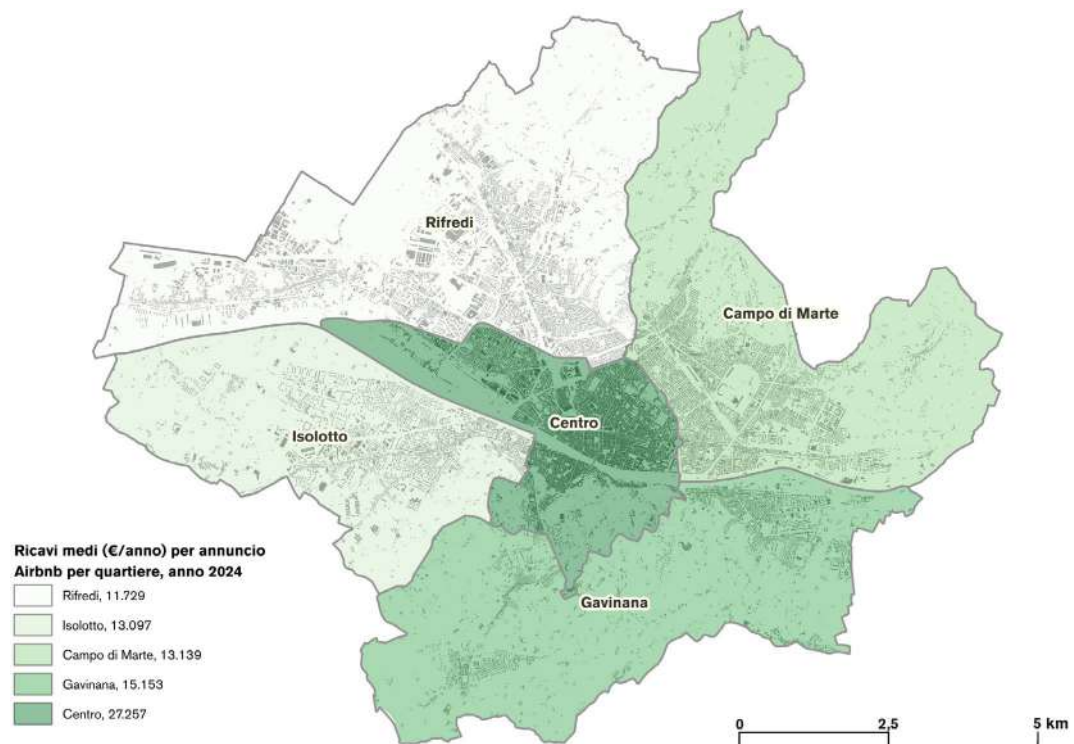 Rifredi
Campo di Marte
Centro
Isolotto
Gavinana
Ricavi medi (€/anno) per annuncio
Airbnb per quartiere, anno 2024
Rifredi, 11.729
Isolotto, 13.097
Campo di Marte, 13.139
Gavinana, 15.153
Centro, 27.257
0 2,5 5 km